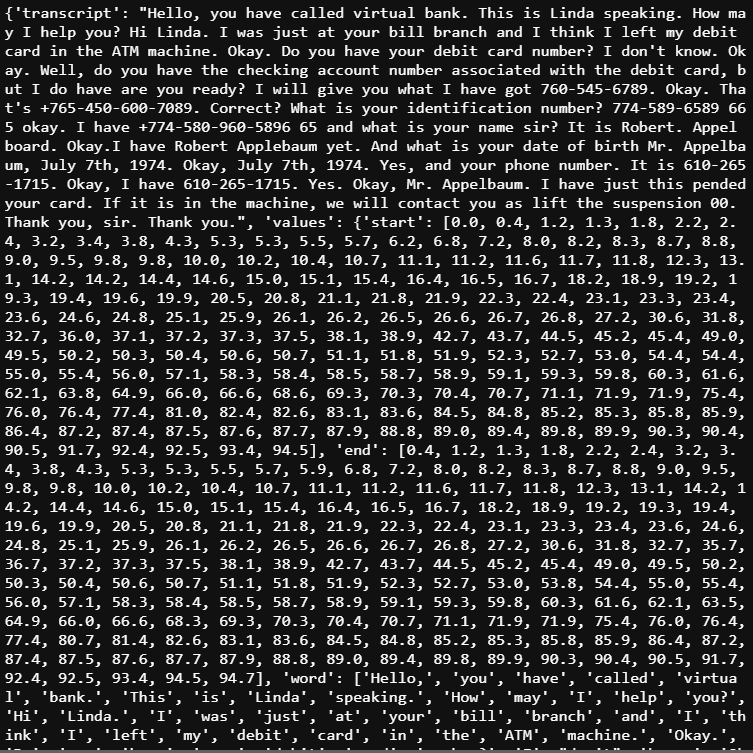 {'transcript': "Hello, you have called virtual bank. This is Linda speaking. How ma
y I help you? Hi Linda. I was just at your bill branch and I think I left my debit
card in the ATM machine. Okay. Do you have your debit card number? I don't know. Ok
ay. Well, do you have the checking account number associated with the debit card, b
ut I do have are you ready? I will give you what I have got 760-545-6789. Okay. Tha
t's +765-450-600-7089. Correct? What is your identification number? 774-589-6589 66
5 okay. I have +774-580-960-5896 65 and what is your name sir? It is Robert. Appel
board. Okay.I have Robert Applebaum yet. And what is your date of birth Mr. Appelba
um, July 7th, 1974. Okay, July 7th, 1974. Yes, and your phone number. It is 610-265
-1715. Okay, I have 610-265-1715. Yes. Okay, Mr. Appelbaum. I have just this pended
your card. If it is in the machine, we will contact you as lift the suspension 00.
Thank you, sir. Thank you.", 'values': {'start': [0.0, 0.4, 1.2, 1.3, 1.8, 2.2, 2.
4, 3.2, 3.4, 3.8, 4.3, 5.3, 5.3, 5.5, 5.7, 6.2, 6.8, 7.2, 8.0, 8.2, 8.3, 8.7, 8.8,
9.0, 9.5, 9.8, 9.8, 10.0, 10.2, 10.4, 10.7, 11.1, 11.2, 11.6, 11.7, 11.8, 12.3, 13.
1, 14.2, 14.2, 14.4, 14.6, 15.0, 15.1, 15.4, 16.4, 16.5, 16.7, 18.2, 18.9, 19.2, 1
9.3, 19.4, 19.6, 19.9, 20.5, 20.8, 21.1, 21.8, 21.9, 22.3, 22.4, 23.1, 23.3, 23.4,
23.6, 24.6, 24.8, 25.1, 25.9, 26.1, 26.2, 26.5, 26.6, 26.7, 26.8, 27.2, 30.6, 31.8,
32.7, 36.0, 37.1, 37.2, 37.3, 37.5, 38.1, 38.9, 42.7, 43.7, 44.5, 45.2, 45.4, 49.0,
49.5, 50.2, 50.3, 50.4, 50.6, 50.7, 51.1, 51.8, 51.9, 52.3, 52.7, 53.0, 54.4, 54.4,
55.0, 55.4, 56.0, 57.1, 58.3, 58.4, 58.5, 58.7, 58.9, 59.1, 59.3, 59.8, 60.3, 61.6,
62.1, 63.8, 64.9, 66.0, 66.6, 68.6, 69.3, 70.3, 70.4, 70.7, 71.1, 71.9, 71.9, 75.4,
76.0, 76.4, 77.4, 81.0, 82.4, 82.6, 83.1, 83.6, 84.5, 84.8, 85.2, 85.3, 85.8, 85.9,
86.4, 87.2, 87.4, 87.5, 87.6, 87.7, 87.9, 88.8, 89.0, 89.4, 89.8, 89.9, 90.3, 90.4,
90.5, 91.7, 92.4, 92.5, 93.4, 94.5], 'end': [0.4, 1.2, 1.3, 1.8, 2.2, 2.4, 3.2, 3.
4, 3.8, 4.3, 5.3, 5.3, 5.5, 5.7, 5.9, 6.8, 7.2, 8.0, 8.2, 8.3, 8.7, 8.8, 9.0, 9.5,
9.8, 9.8, 10.0, 10.2, 10.4, 10.7, 11.1, 11.2, 11.6, 11.7, 11.8, 12.3, 13.1, 14.2, 1
4.2, 14.4, 14.6, 15.0, 15.1, 15.4, 16.4, 16.5, 16.7, 18.2, 18.9, 19.2, 19.3, 19.4,
19.6, 19.9, 20.5, 20.8, 21.1, 21.8, 21.9, 22.3, 22.4, 23.1, 23.3, 23.4, 23.6, 24.6,
24.8, 25.1, 25.9, 26.1, 26.2, 26.5, 26.6, 26.7, 26.8, 27.2, 30.6, 31.8, 32.7, 35.7,
36.7, 37.2, 37.3, 37.5, 38.1, 38.9, 42.7, 43.7, 44.5, 45.2, 45.4, 49.0, 49.5, 50.2,
50.3, 50.4, 50.6, 50.7, 51.1, 51.8, 51.9, 52.3, 52.7, 53.0, 53.8, 54.4, 55.0, 55.4,
56.0, 57.1, 58.3, 58.4, 58.5, 58.7, 58.9, 59.1, 59.3, 59.8, 60.3, 61.6, 62.1, 63.5,
64.9, 66.0, 66.6, 68.3, 69.3, 70.3, 70.4, 70.7, 71.1, 71.9, 71.9, 75.4, 76.0, 76.4,
77.4, 80.7, 81.4, 82.6, 83.1, 83.6, 84.5, 84.8, 85.2, 85.3, 85.8, 85.9, 86.4, 87.2,
87.4, 87.5, 87.6, 87.7, 87.9, 88.8, 89.0, 89.4, 89.8, 89.9, 90.3, 90.4, 90.5, 91.7,
92.4, 92.5, 93.4, 94.5, 94.7], 'word': ['Hello,', 'you', 'have', 'called', 'virtua
l', 'bank.', 'This', 'is', 'Linda', 'speaking.', 'How', 'may', 'I', 'help', 'you?',
'Hi', 'Linda.', 'I', 'was', 'just', 'at', 'your', 'bill', 'branch', 'and', 'I', 'th
ink', 'I', 'left', 'my', 'debit', 'card', 'in', 'the', 'ATM', 'machine.', 'Okay.',